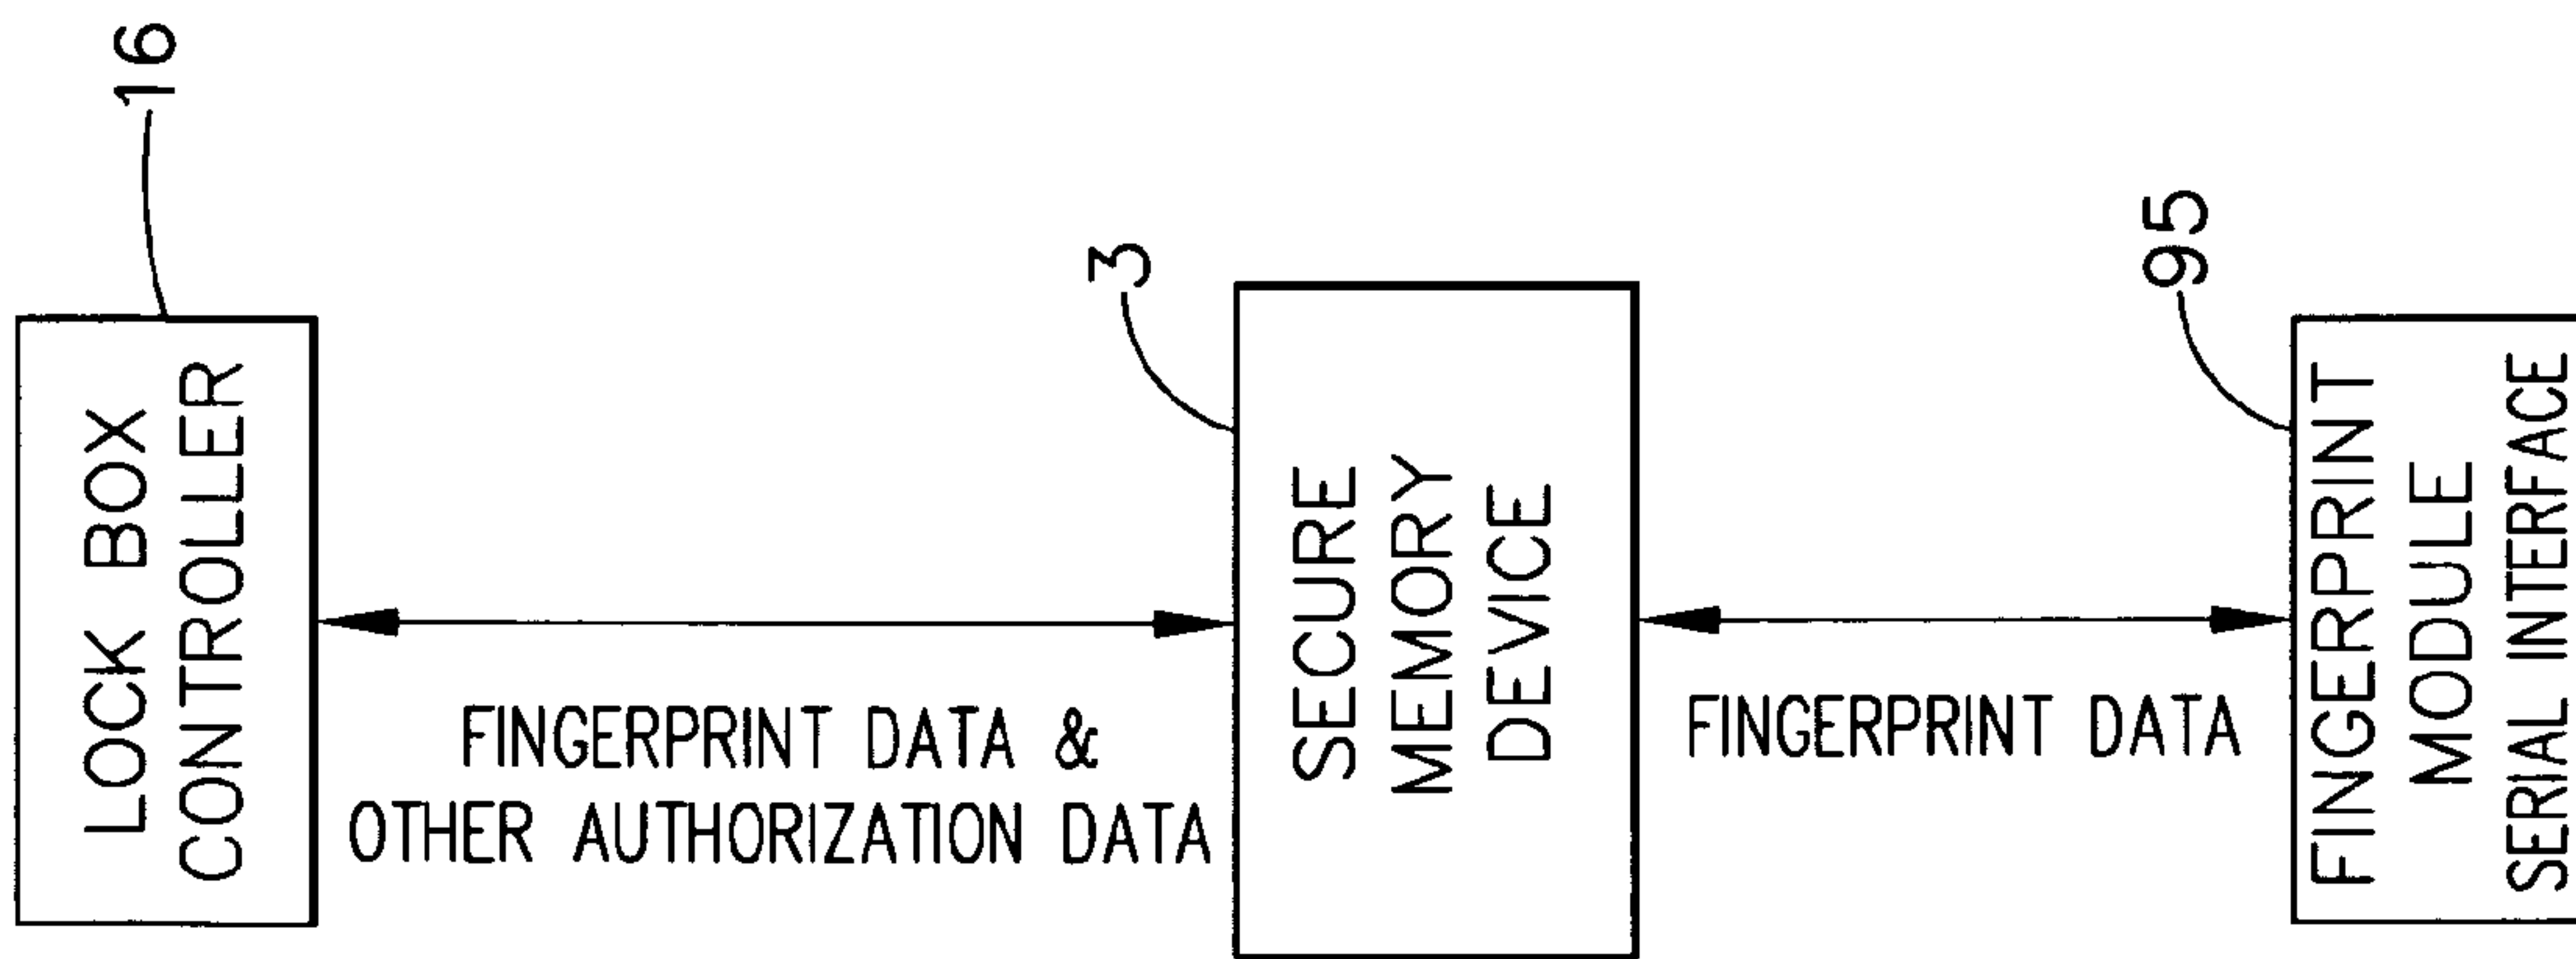 16
LOCK BOX
CONTROLLER
FINGERPRINT DATA &
OTHER AUTHORIZATION DATA
3
SECURE
MEMORY
DEVICE
FINGERPRINT DATA
95
FINGERPRINT
MODULE
SERIAL INTERFACE